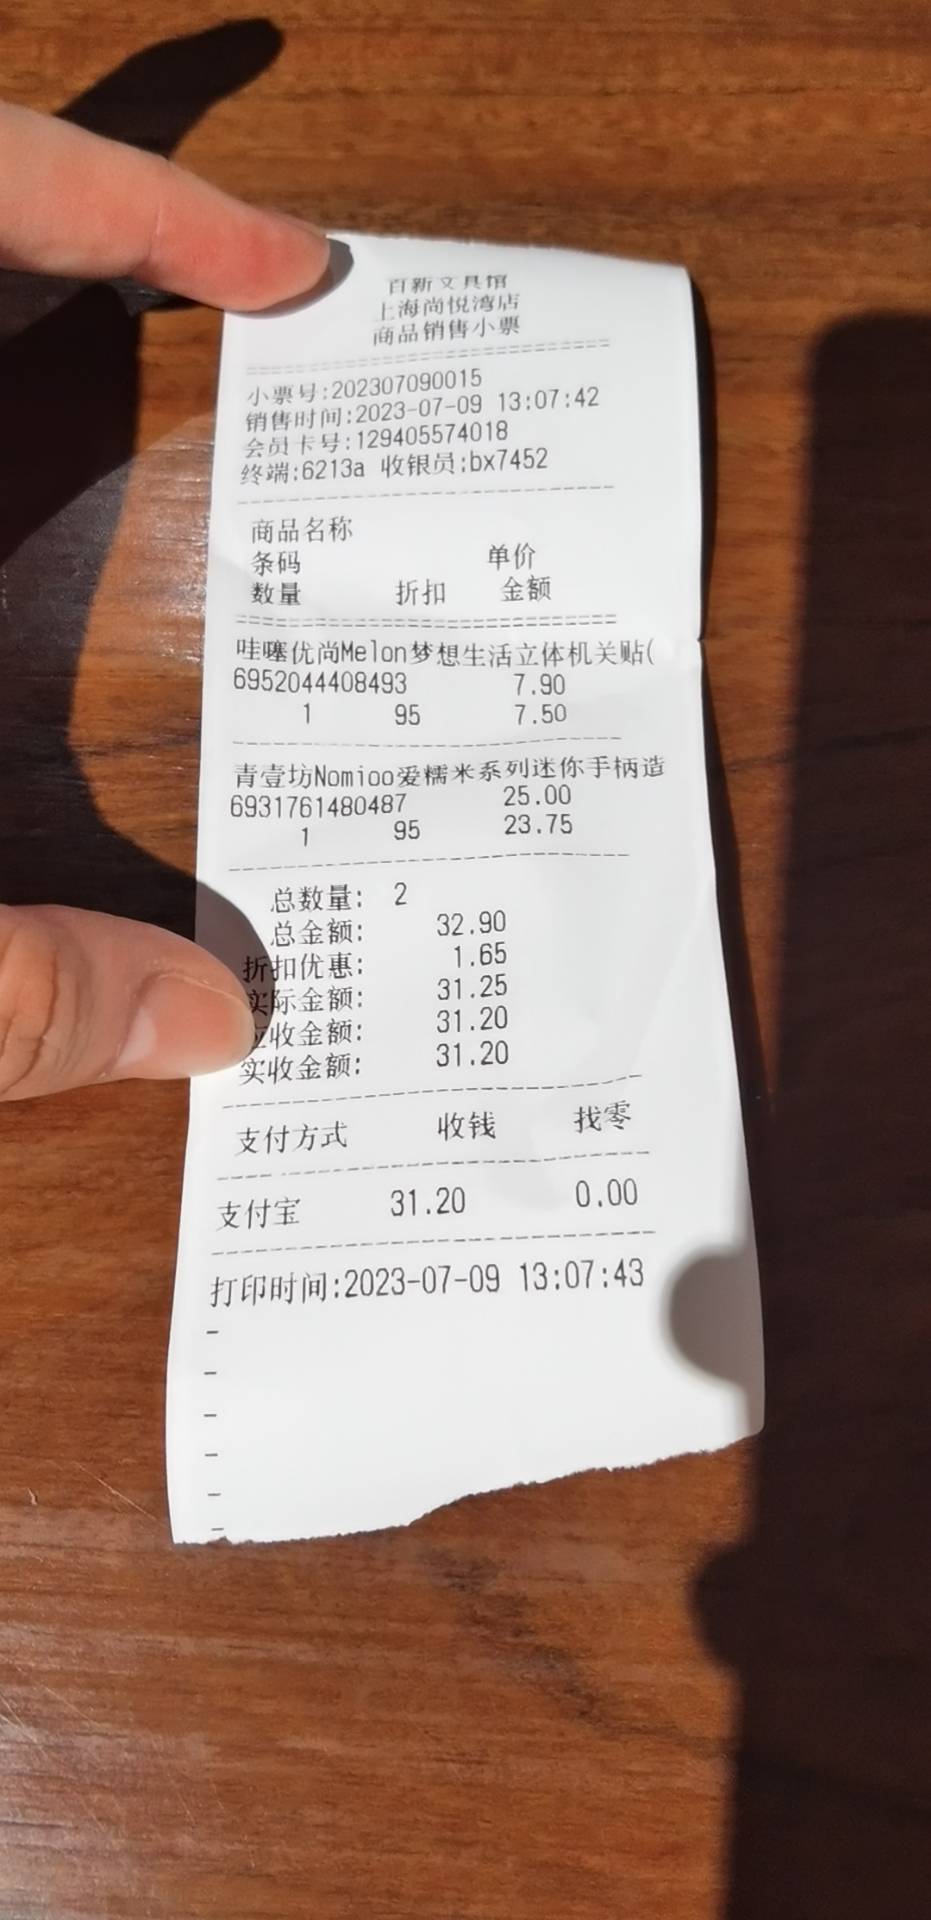 百新文具馆
上海尚悦湾店
商品销售小票
小票号:202307090015
销售时间:2023-07-09 13:07:42
会员卡号:129405574018
终端:6213a 收银员:bx7452
商品名称
条码 单价
数量 折扣 金额
哇噻优尚Melon梦想生活立体机关贴(
6952044408493 7.90
1 95 7.50
青壹坊Nomioo爱糯米系列迷你手柄造
6931761480487 25.00
1 95 23.75
总数量: 2
总金额: 32.90
折扣优惠: 1.65
实际金额: 31.25
应收金额: 31.20
实收金额: 31.20
支付方式 收钱 找零
支付宝 31.20 0.00
打印时间:2023-07-09 13:07:43